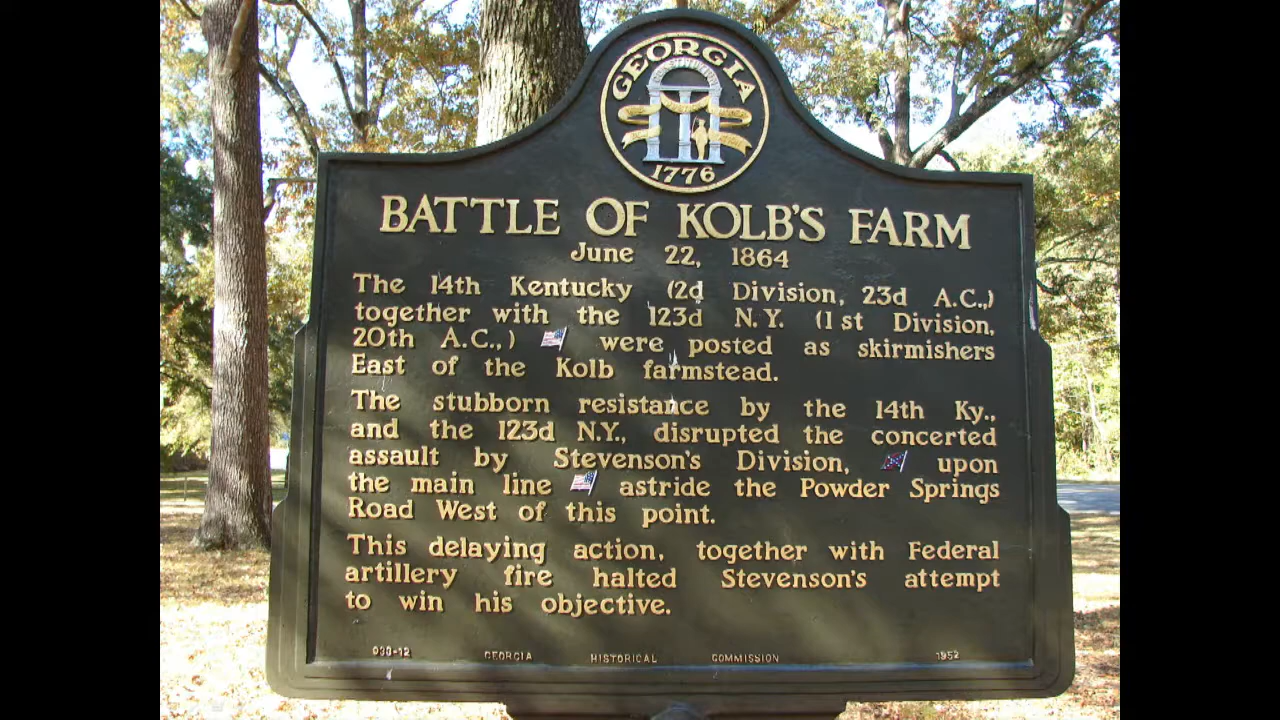 GEORGIA
1776
BATTLE OF KOLB'S FARM
June 22, 1864
The 14th Kentucky (2d Division, 23d A.C.,)
together with the 123d N.Y. (1st Division,
20th A.C.,) were posted as skirmishers
East of the Kolb farmstead.
The stubborn resistance by the 14th Ky.,
and the 123d N.Y., disrupted the concerted
assault by Stevenson's Division, upon
the main line astride the Powder Springs
Road West of this point.
This delaying action, together with Federal
artillery fire halted Stevenson's attempt
to win his objective.
033-12 GEORGIA HISTORICAL COMMISSION 1952